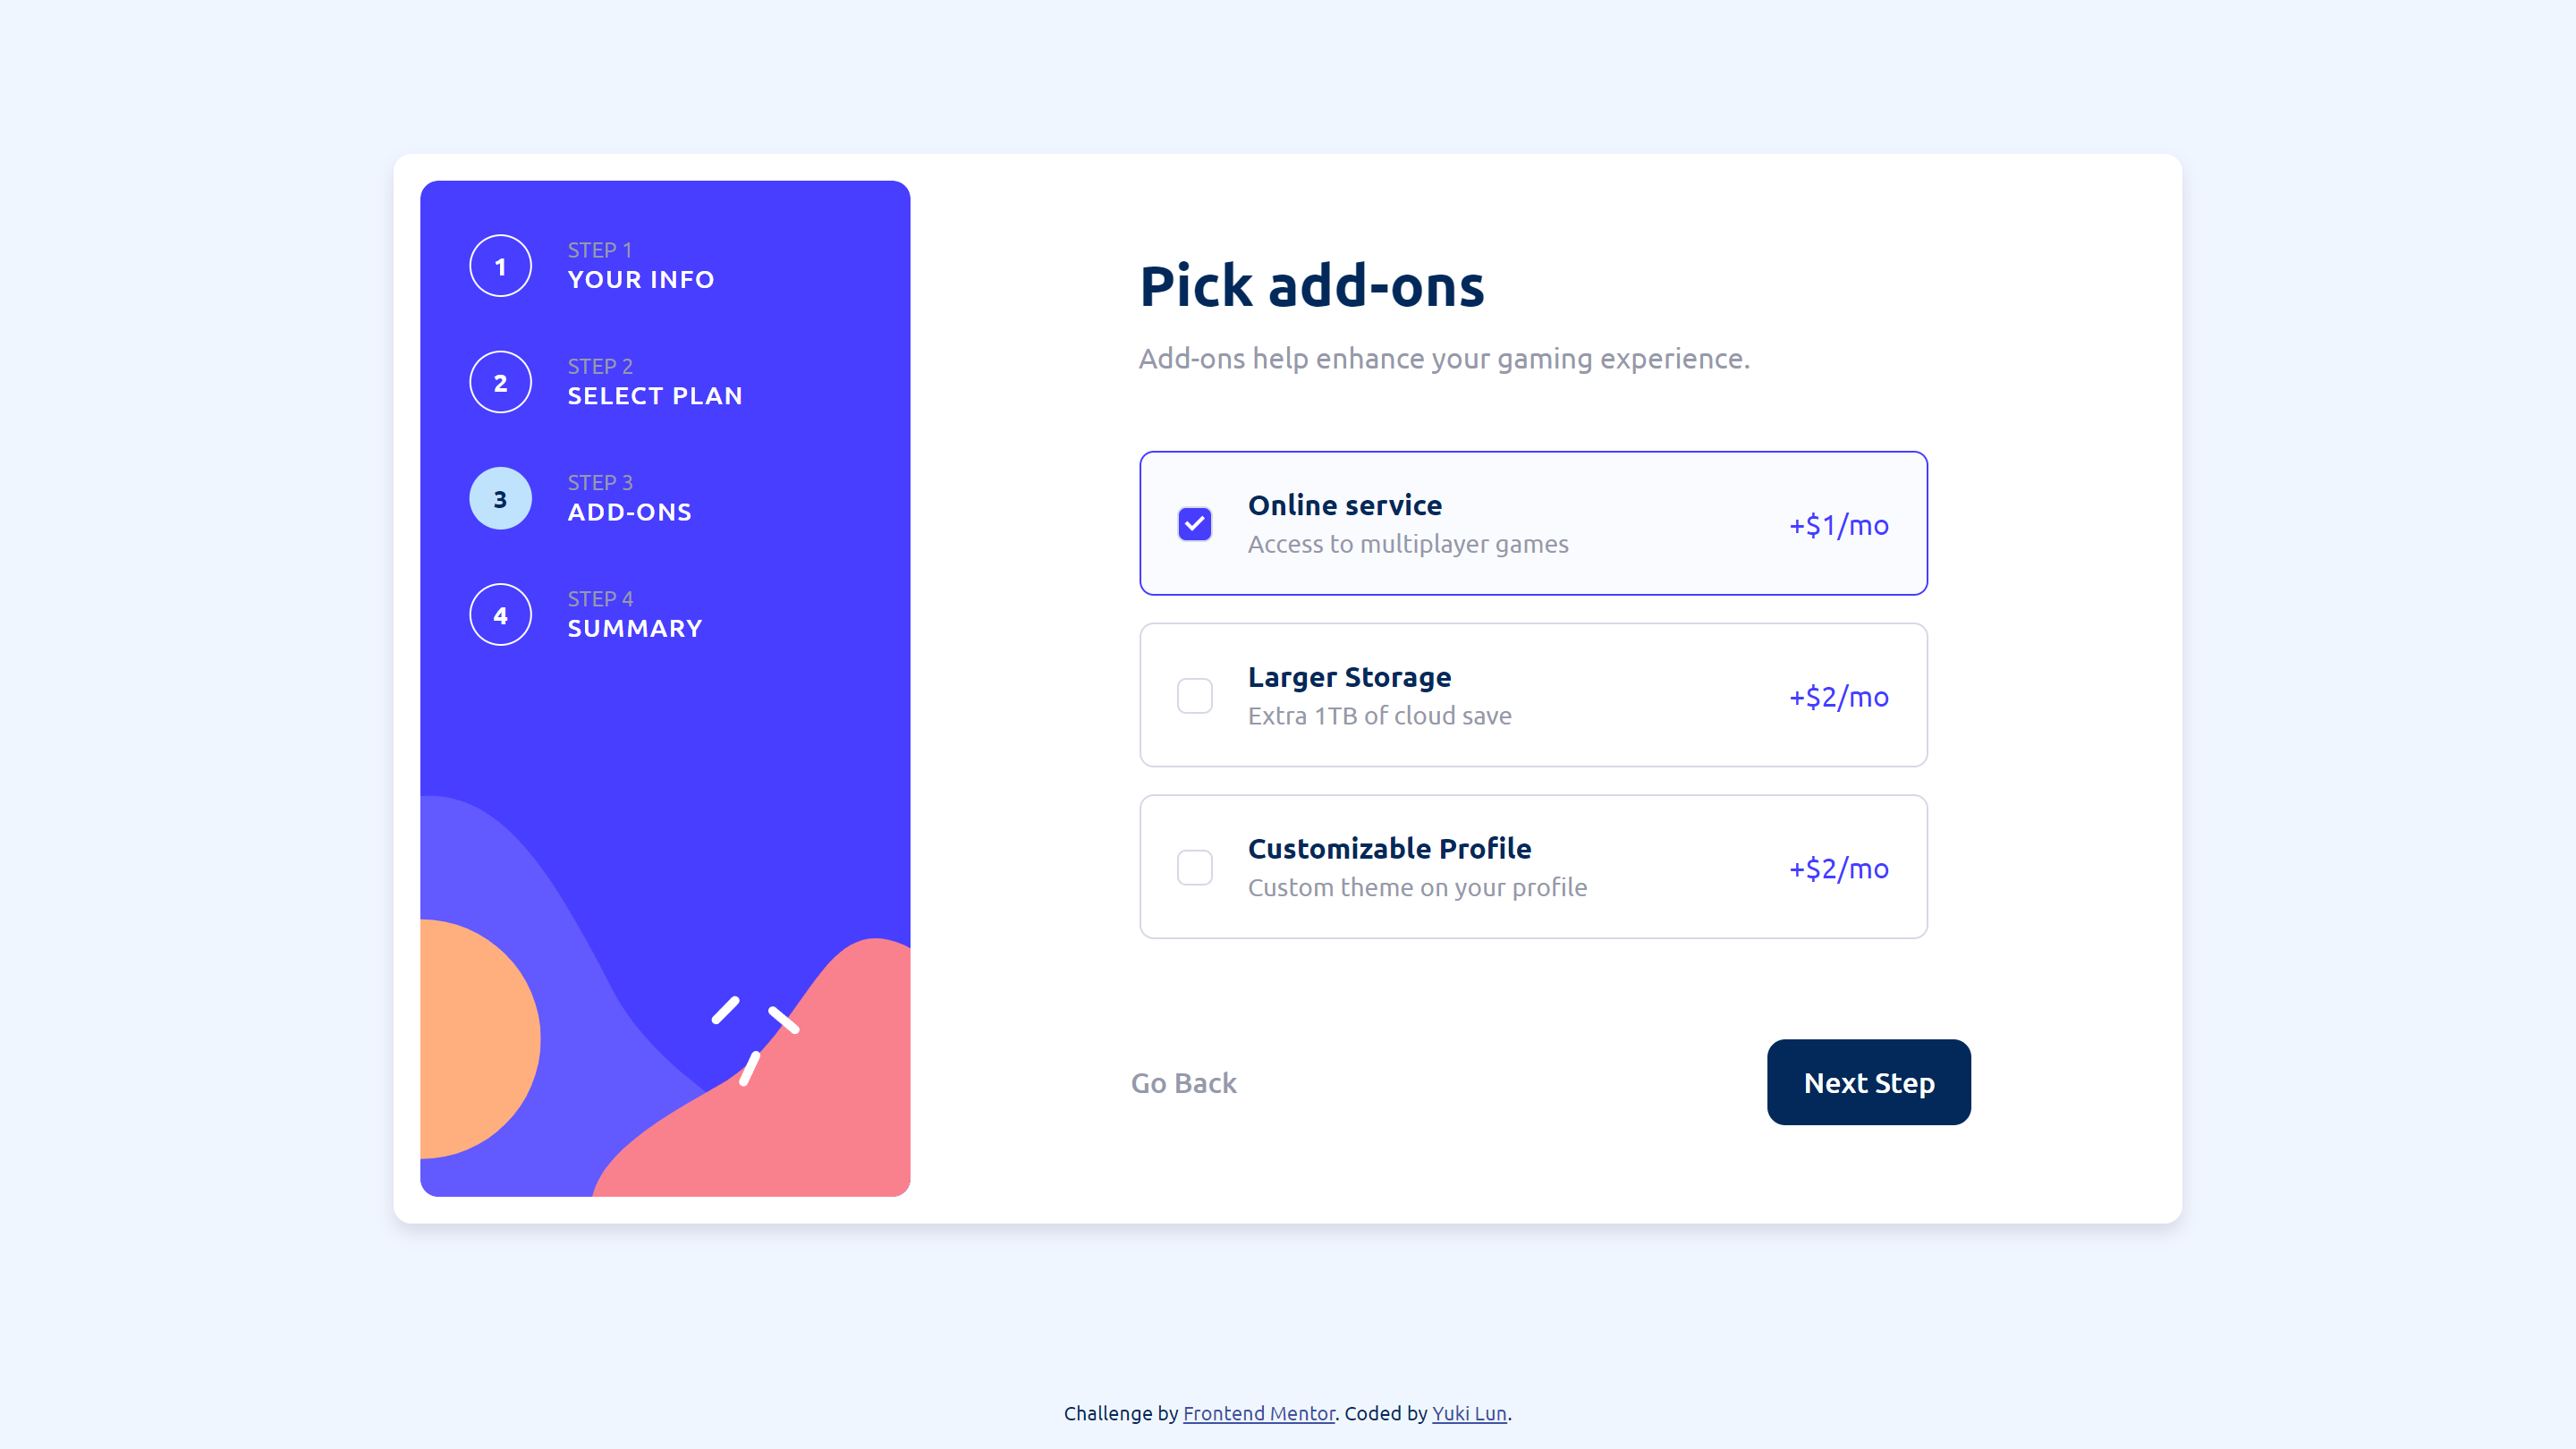 1
STEP 1
YOUR INFO
2
STEP 2
SELECT PLAN
3
STEP 3
ADD-ONS
4
STEP 4
SUMMARY
Pick add-ons
Add-ons help enhance your gaming experience.
Online service
Access to multiplayer games
+$1/mo
Larger Storage
Extra 1TB of cloud save
+$2/mo
Customizable Profile
Custom theme on your profile
+$2/mo
Go Back
Next Step
Challenge by Frontend Mentor. Coded by Yuki Lun.